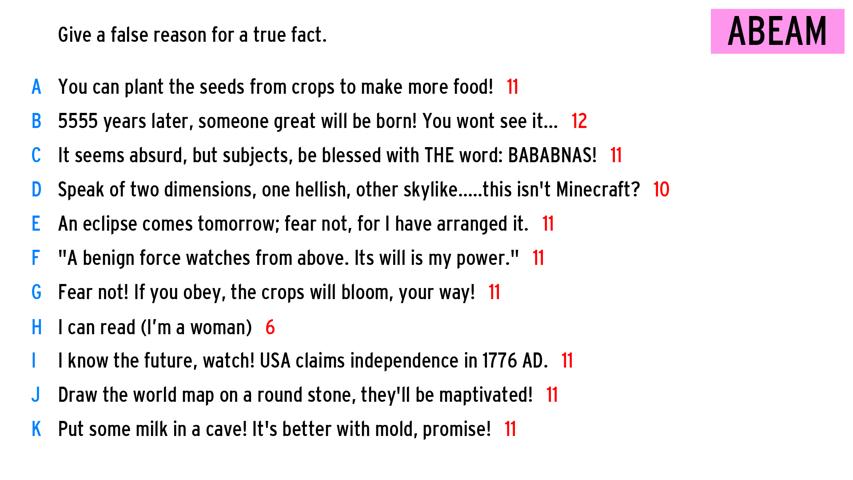 Give a false reason for a true fact.
ABEAM
A You can plant the seeds from crops to make more food! 11
B 5555 years later, someone great will be born! You wont see it... 12
C It seems absurd, but subjects, be blessed with THE word: BABABNAS! 11
D Speak of two dimensions, one hellish, other skylike.....this isn't Minecraft? 10
E An eclipse comes tomorrow; fear not, for I have arranged it. 11
F "A benign force watches from above. Its will is my power." 11
G Fear not! If you obey, the crops will bloom, your way! 11
H I can read (I'm a woman) 6
I I know the future, watch! USA claims independence in 1776 AD. 11
J Draw the world map on a round stone, they'll be maptivated! 11
K Put some milk in a cave! It's better with mold, promise! 11